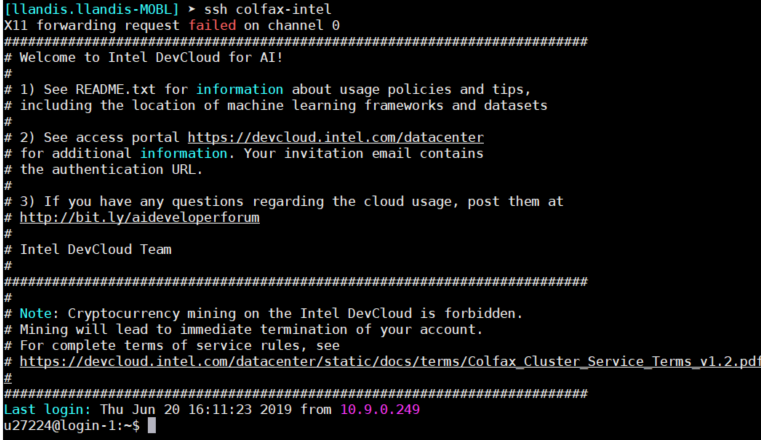 [llandis.llandis-MOBL] ➤ ssh colfax-intel
X11 forwarding request failed on channel 0
#########################################################################
# Welcome to Intel DevCloud for AI!
#
# 1) See README.txt for information about usage policies and tips,
# including the location of machine learning frameworks and datasets
#
# 2) See access portal https://devcloud.intel.com/datacenter
# for additional information. Your invitation email contains
# the authentication URL.
#
# 3) If you have any questions regarding the cloud usage, post them at
# http://bit.ly/aideveloperforum
#
# Intel DevCloud Team
#
#########################################################################
#
# Note: Cryptocurrency mining on the Intel DevCloud is forbidden.
# Mining will lead to immediate termination of your account.
# For complete terms of service rules, see
# https://devcloud.intel.com/datacenter/static/docs/terms/Colfax_Cluster_Service_Terms_v1.2.pdf
#
#########################################################################
Last login: Thu Jun 20 16:11:23 2019 from 10.9.0.249
u27224@login-1:~$